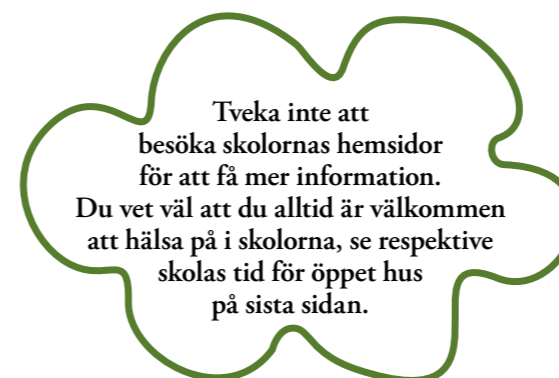 Tveka inte att
besöka skolornas hemsidor
för att få mer information.
Du vet väl att du alltid är välkommen
att hälsa på i skolorna, se respektive
skolas tid för öppet hus
på sista sidan.